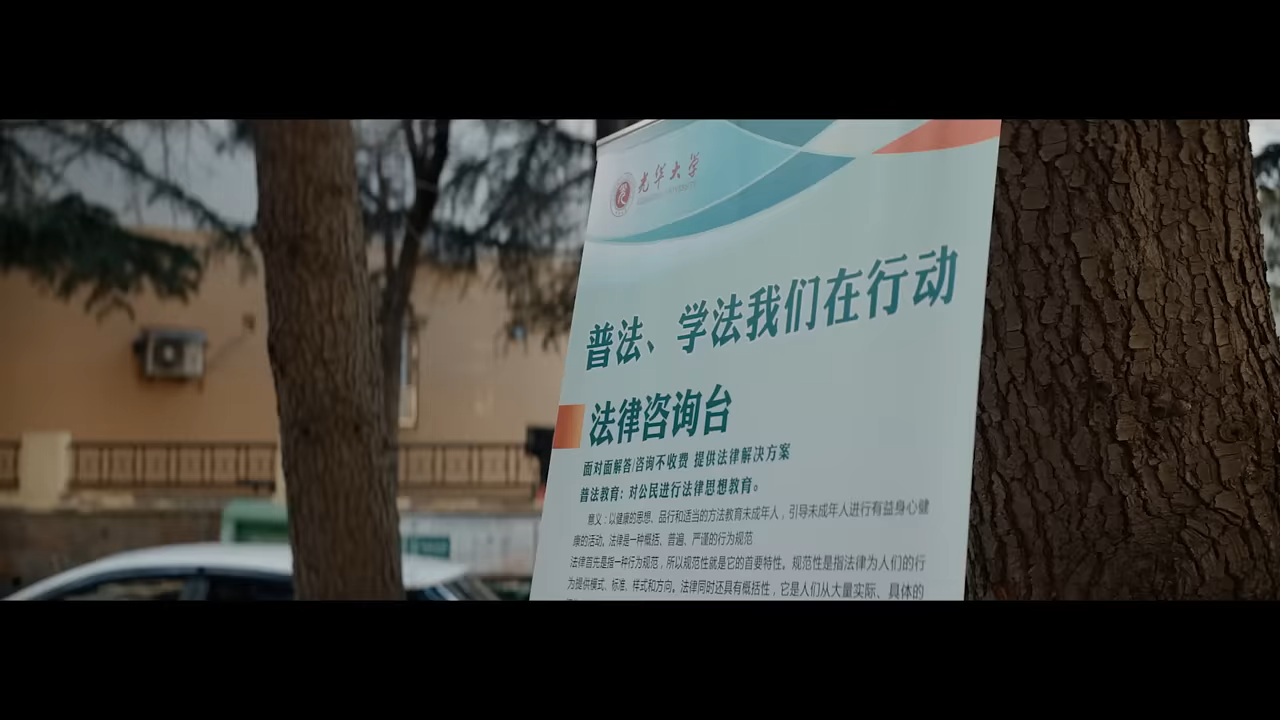 光华大学
普法、学法我们在行动
法律咨询台
面对面解答/咨询不收费 提供法律解决方案
普法教育：对公民进行法律思想教育。
意义：以健康的思想、品行和适当的方法教育未成年人，引导未成年人进行有益身心健
康的活动。法律是一种概括、普遍、严谨的行为规范
法律首先是指一种行为规范，所以规范性就是它的首要特性。规范性是指法律为人们的行
为提供模式、标准、样式和方向。法律同时还具有概括性，它是人们从大量实际、具体的